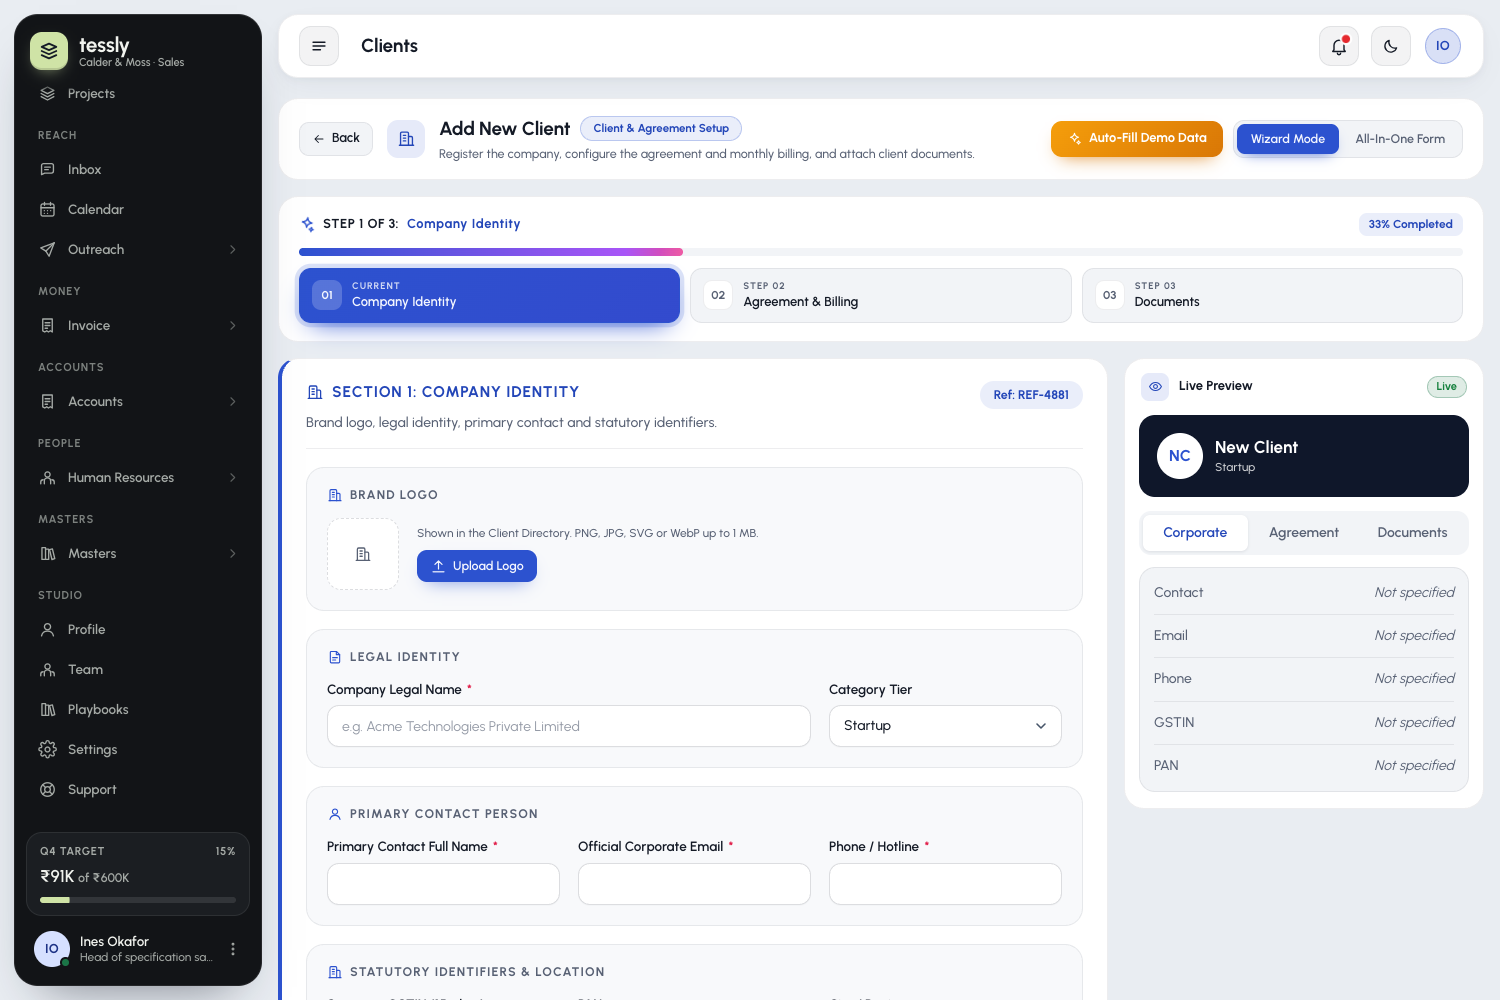 tessly
Calder & Moss · Sales
Projects
REACH
Inbox
Calendar
Outreach
MONEY
Invoice
ACCOUNTS
Accounts
PEOPLE
Human Resources
MASTERS
Masters
STUDIO
Profile
Team
Playbooks
Settings
Support
Q4 TARGET 15%
₹91K of ₹600K
IO
Ines Okafor
Head of specification sa...
Clients
IO
Back
Add New Client
Client & Agreement Setup
Register the company, configure the agreement and monthly billing, and attach client documents.
Auto-Fill Demo Data
Wizard Mode
All-In-One Form
STEP 1 OF 3: Company Identity
33% Completed
01
CURRENT
Company Identity
02
STEP 02
Agreement & Billing
03
STEP 03
Documents
SECTION 1: COMPANY IDENTITY
Ref: REF-4881
Brand logo, legal identity, primary contact and statutory identifiers.
BRAND LOGO
Shown in the Client Directory. PNG, JPG, SVG or WebP up to 1 MB.
Upload Logo
LEGAL IDENTITY
Company Legal Name *
e.g. Acme Technologies Private Limited
Category Tier
Startup
PRIMARY CONTACT PERSON
Primary Contact Full Name *
Official Corporate Email *
Phone / Hotline *
STATUTORY IDENTIFIERS & LOCATION
Live Preview
Live
NC
New Client
Startup
Corporate
Agreement
Documents
Contact Not specified
Email Not specified
Phone Not specified
GSTIN Not specified
PAN Not specified